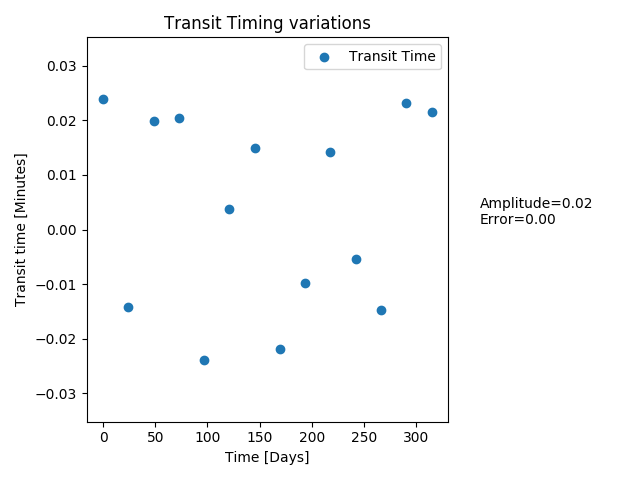 Transit Timing variations
Transit Time
0.03
0.02
0.01
0.00
−0.01
−0.02
−0.03
Transit time [Minutes]
Amplitude=0.02
Error=0.00
0 50 100 150 200 250 300
Time [Days]